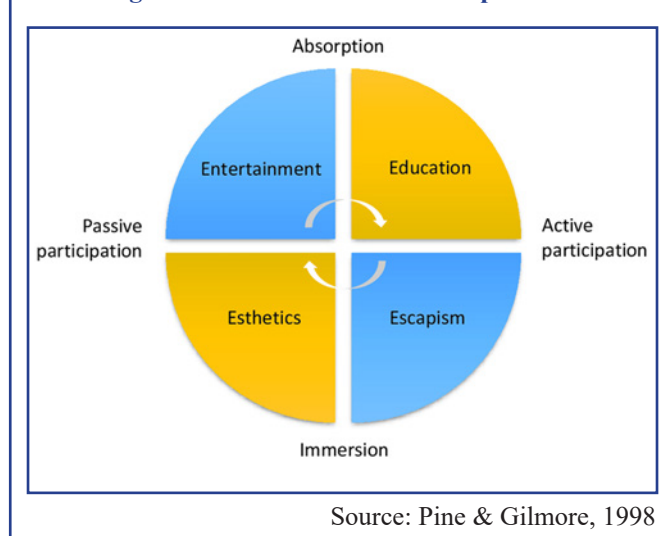 Absorption
Entertainment
Education
Passive
participation
Active
participation
Esthetics
Escapism
Immersion
Source: Pine & Gilmore, 1998